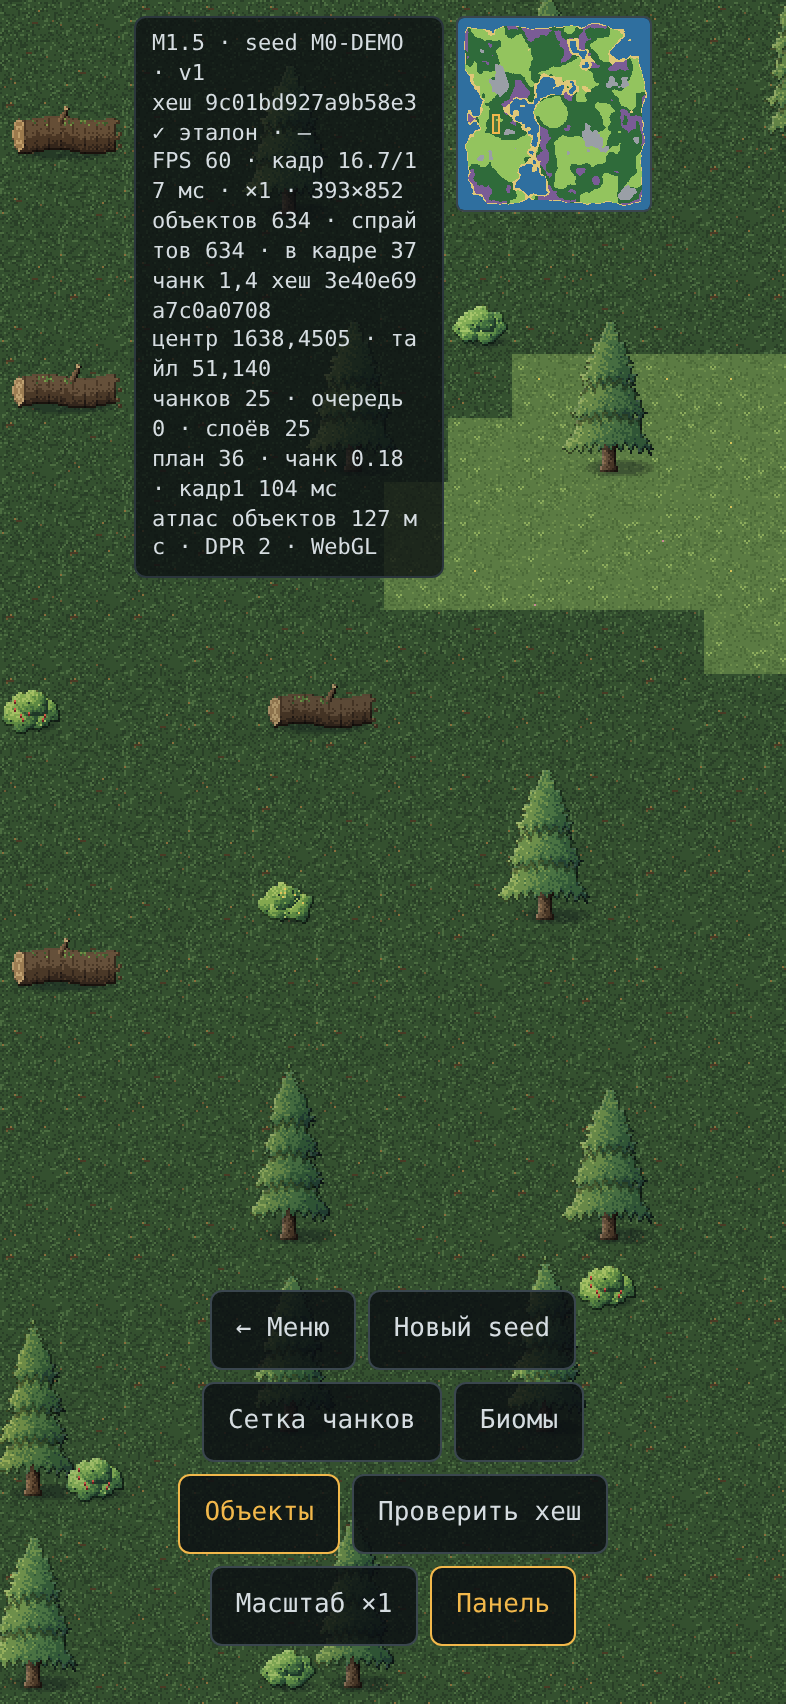 M1.5 · seed M0-DEMO
· v1
хеш 9c01bd927a9b58e3
✓ эталон · —
FPS 60 · кадр 16.7/1
7 мс · ×1 · 393×852
объектов 634 · спрай
тов 634 · в кадре 37
чанк 1,4 хеш 3e40e69
a7c0a0708
центр 1638,4505 · та
йл 51,140
чанков 25 · очередь
0 · слоёв 25
план 36 · чанк 0.18
· кадр1 104 мс
атлас объектов 127 м
с · DPR 2 · WebGL
← Меню
Новый seed
Сетка чанков
Биомы
Объекты
Проверить хеш
Масштаб ×1
Панель